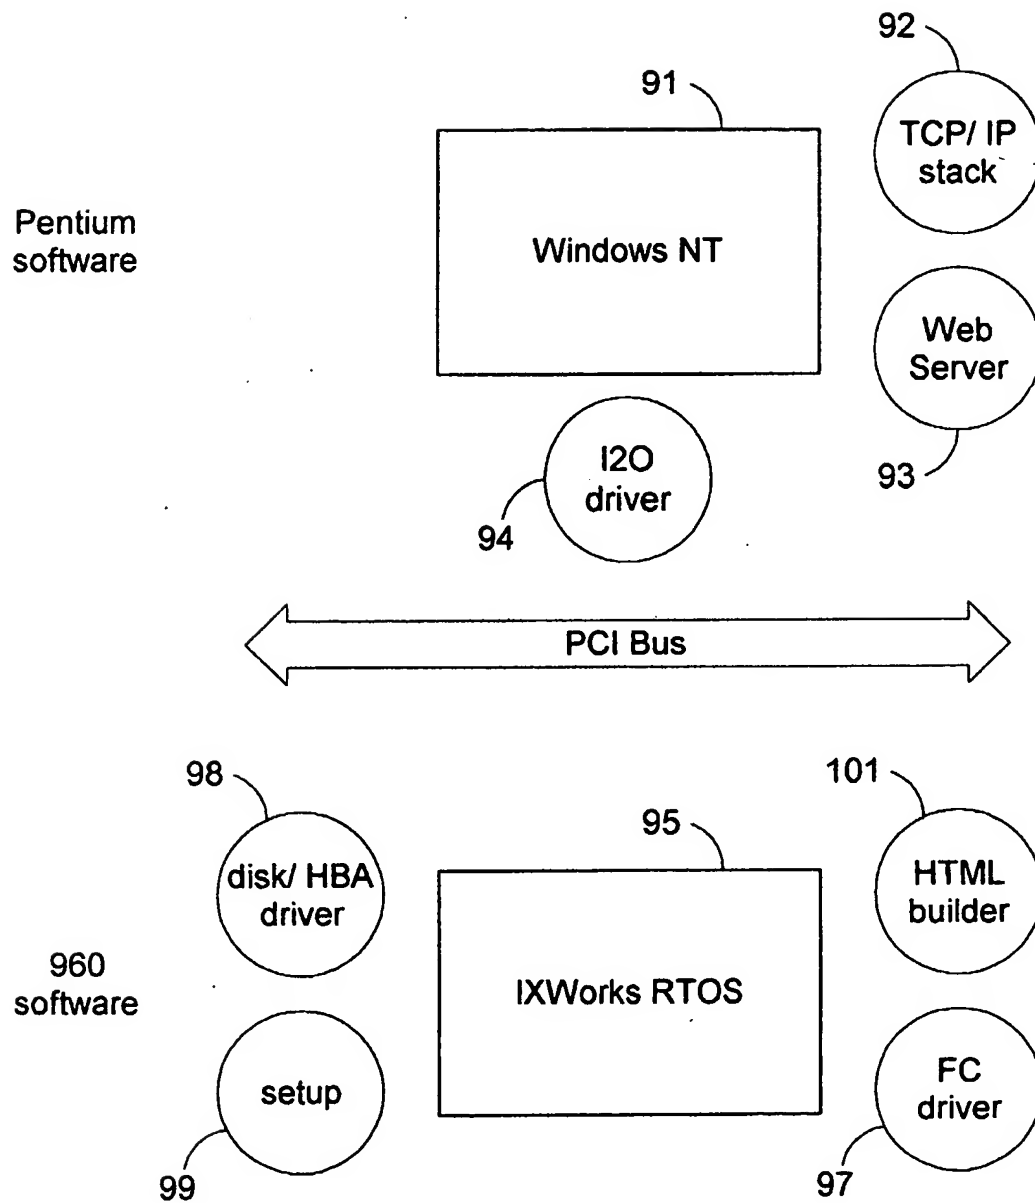 92
91
TCP/ IP
stack
Pentium
software
Windows NT
Web
Server
I2O
driver
93
94
PCI Bus
98
101
95
disk/ HBA
driver
HTML
builder
960
software
IXWorks RTOS
setup
FC
driver
99
97